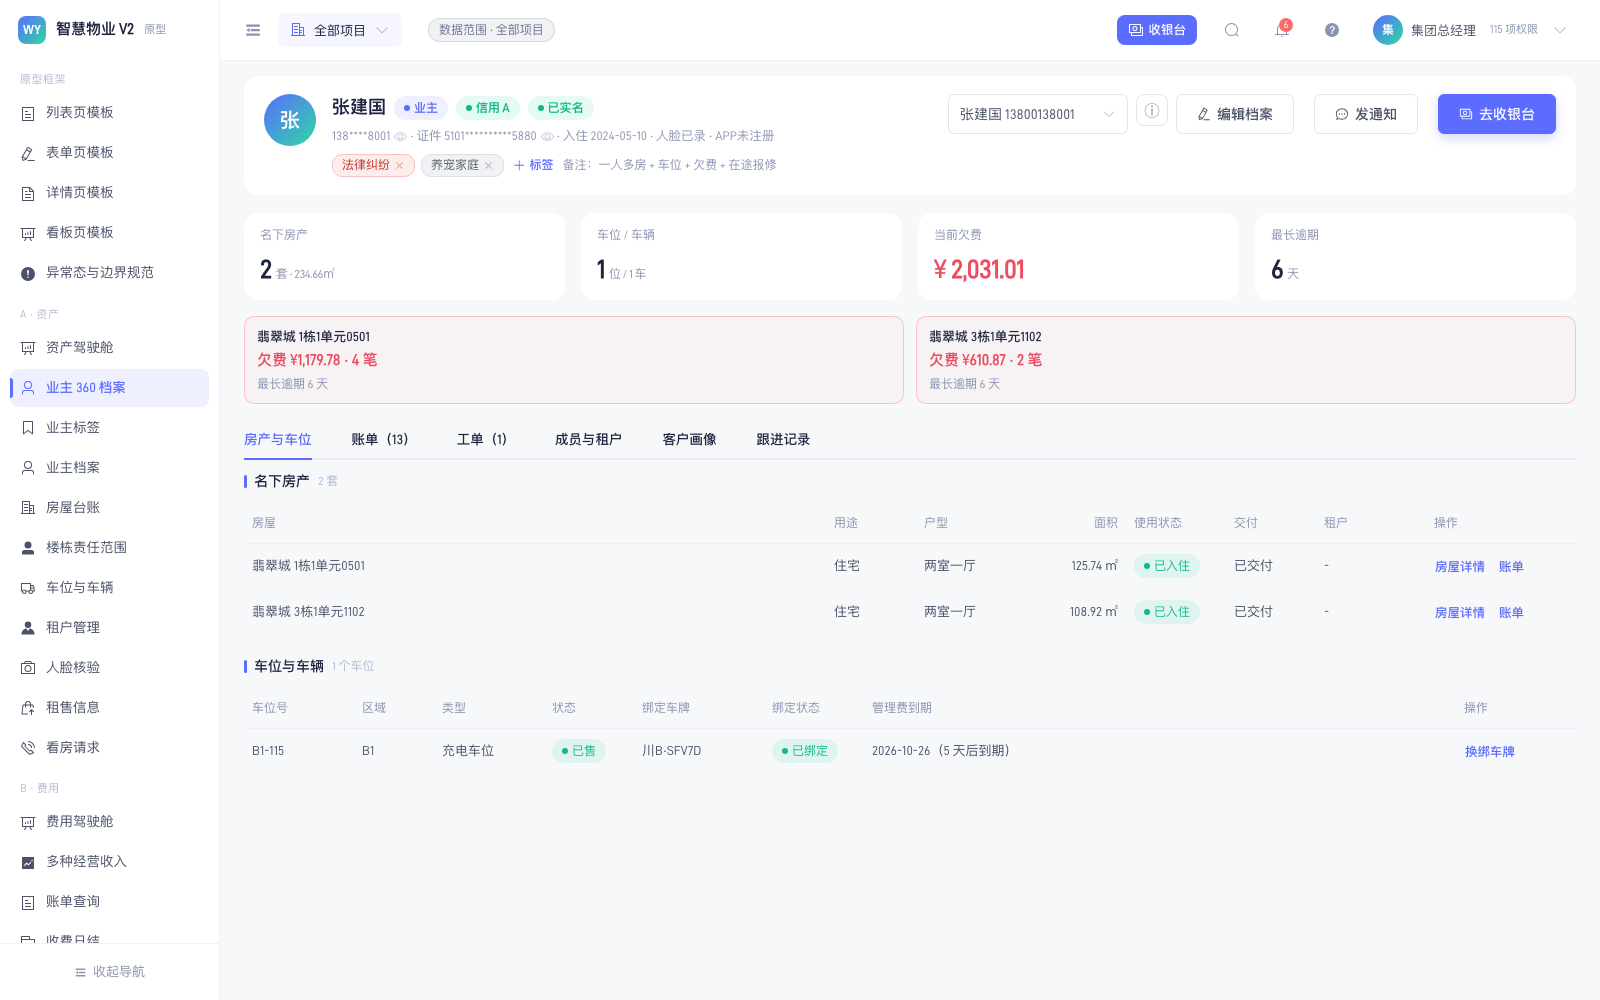 WY 智慧物业 V2 原型
原型框架
列表页模板
表单页模板
详情页模板
看板页模板
异常态与边界规范
A · 资产
资产驾驶舱
业主 360 档案
业主标签
业主档案
房屋台账
楼栋责任范围
车位与车辆
租户管理
人脸核验
租售信息
看房请求
B · 费用
费用驾驶舱
多种经营收入
账单查询
收费日结
收起导航
全部项目
数据范围 · 全部项目
收银台
6
集 集团总经理 115 项权限
张
张建国 业主 信用 A 已实名
138****8001 · 证件 5101**********5880 · 入住 2024-05-10 · 人脸已录 · APP未注册
法律纠纷 养宠家庭 标签 备注：一人多房 + 车位 + 欠费 + 在途报修
张建国 13800138001
编辑档案
发通知
去收银台
名下房产
2 套 · 234.66㎡
车位 / 车辆
1 位 / 1 车
当前欠费
¥ 2,031.01
最长逾期
6 天
翡翠城 1栋1单元0501
欠费 ¥1,179.78 · 4 笔
最长逾期 6 天
翡翠城 3栋1单元1102
欠费 ¥610.87 · 2 笔
最长逾期 6 天
房产与车位 账单（13） 工单（1） 成员与租户 客户画像 跟进记录
名下房产 2 套
房屋 用途 户型 面积 使用状态 交付 租户 操作
翡翠城 1栋1单元0501 住宅 两室一厅 125.74 ㎡ 已入住 已交付 - 房屋详情 账单
翡翠城 3栋1单元1102 住宅 两室一厅 108.92 ㎡ 已入住 已交付 - 房屋详情 账单
车位与车辆 1 个车位
车位号 区域 类型 状态 绑定车牌 绑定状态 管理费到期 操作
B1-115 B1 充电车位 已售 川B·SFV7D 已绑定 2026-10-26（5 天后到期） 换绑车牌